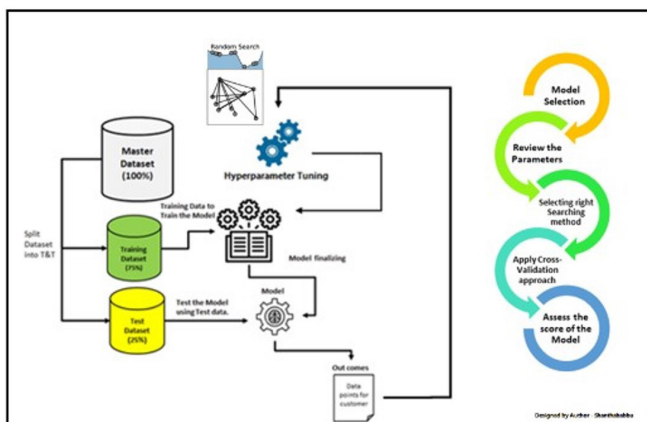 Random Search
Master
Dataset
(100%)
Hyperparameter Tuning
Split
Dataset
into T&T
Training Data to
Train the Model
Training
Dataset
(75%)
Model finalizing
Test the Model
using Test data.
Model
Test
Dataset
(25%)
Out comes
Data
points for
customer
Model
Selection
Review the
Parameters
Selecting right
Searching
method
Apply Cross-
Validation
approach
Assess the
score of the
Model
Designed by Author - Shanthababbu